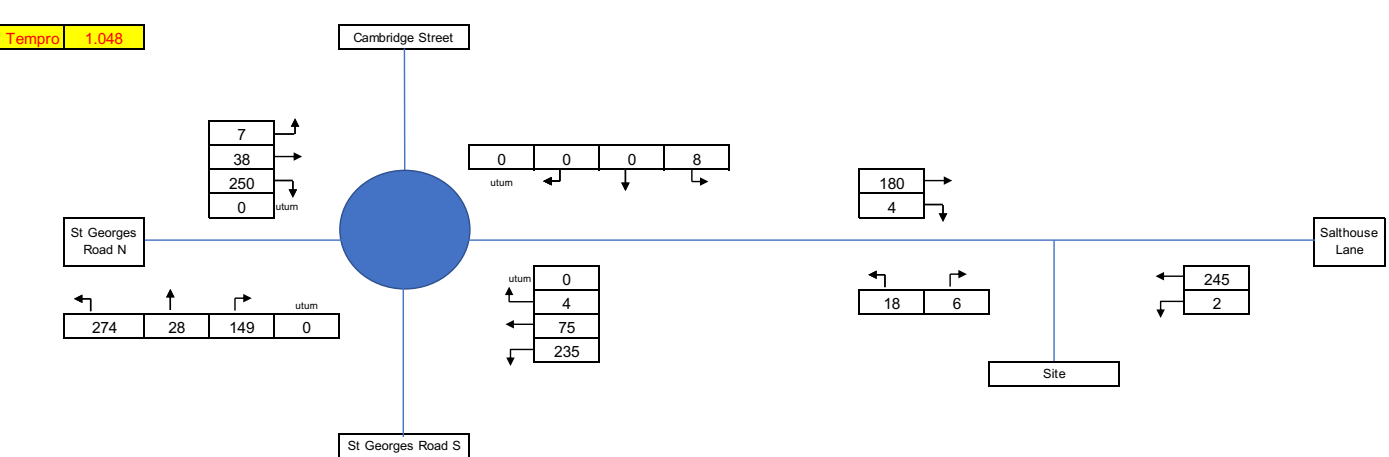 Tempro 1.048
Cambridge Street
7
38
250
0 utum
0 0 0 8
utum
180
4
St Georges
Road N
Salthouse
Lane
utum 0
4
75
235
18 6
245
2
utum
274 28 149 0
Site
St Georges Road S